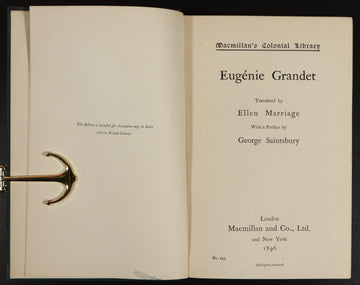 This Edition is intended for circulation only in India
and the British Colonies
Macmillan's Colonial Library
Eugénie Grandet
Translated by
Ellen Marriage
With a Preface by
George Saintsbury
London
Macmillan and Co., Ltd.
and New York
1896
All rights reserved